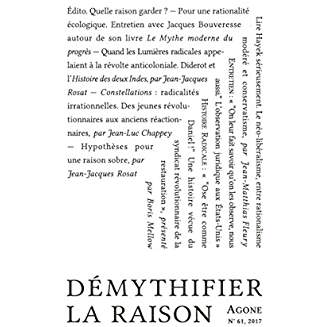 Édito. Quelle raison garder ? — Pour une rationalité
écologique. Entretien avec Jacques Bouveresse
autour de son livre Le Mythe moderne du
progrès — Quand les Lumières radicales appe-
laient à la révolte anticoloniale. Diderot et
l'Histoire des deux Indes, par Jean-Jacques
Rosat — Constellations : radicalités
irrationnelles. Des jeunes révolu-
tionnaires aux anciens réaction-
naires, par Jean-Luc Chappey
— Hypothèses pour
une raison sobre, par
Jean-Jacques Rosat
Lire Hayek sérieusement. Le néo-libéralisme, entre rationalisme
modéré et conservatisme, par Jean-Matthias Fleury
Entretien : « "On leur fait savoir qu'on les observe, nous
aussi." L'observation juridique aux États-Unis »
Histoire Radicale : « "Ose être comme
Daniel !" Une histoire vécue du
syndicat révolutionnaire de la
restauration », présenté
par Boris Mellow
DÉMYTHIFIER
LA RAISON
Agone
N° 61, 2017